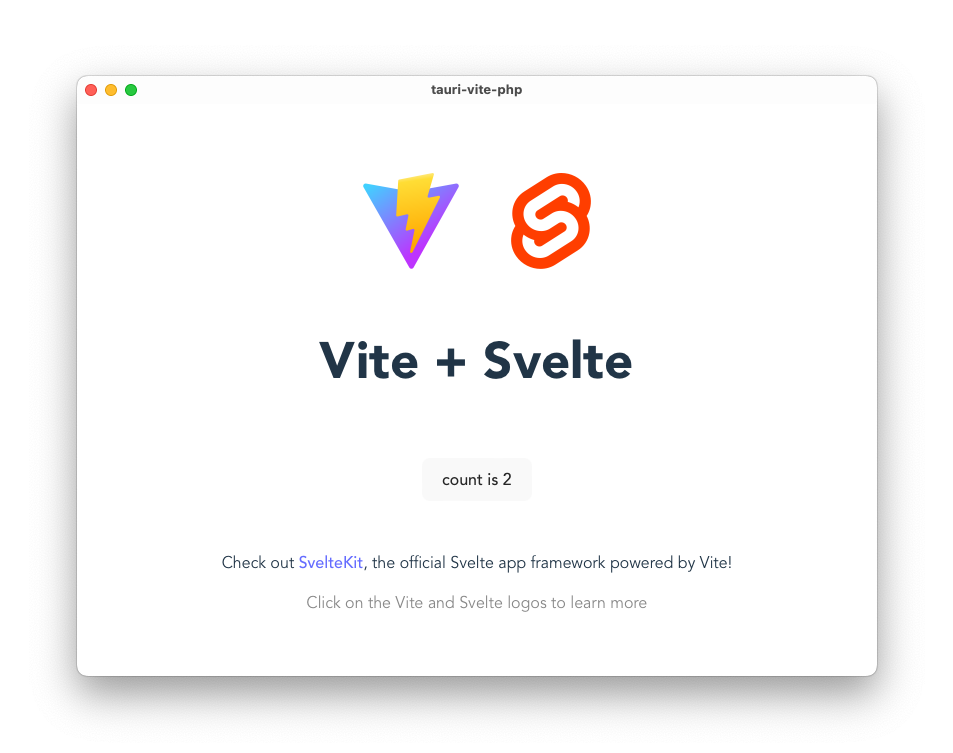 tauri-vite-php
Vite + Svelte
count is 2
Check out SvelteKit, the official Svelte app framework powered by Vite!
Click on the Vite and Svelte logos to learn more